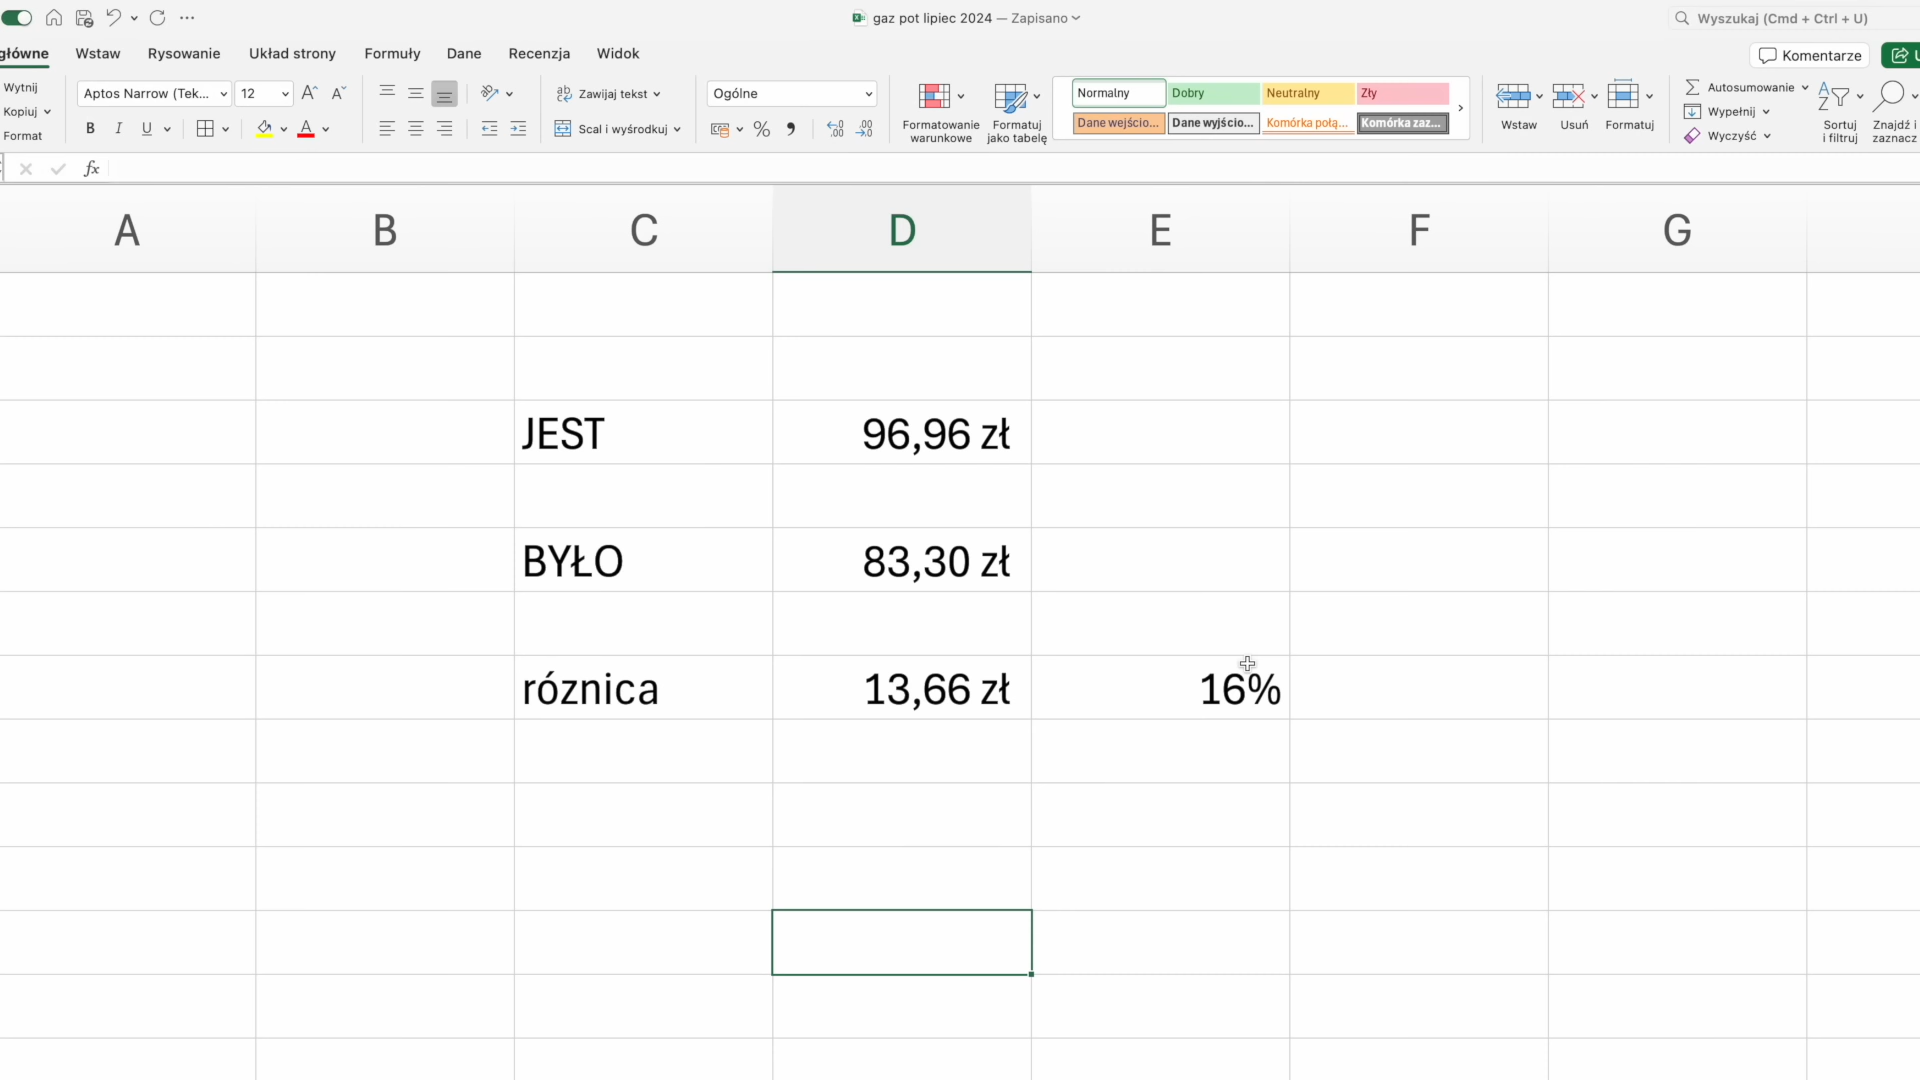 gaz pot lipiec 2024 — Zapisano
Wyszukaj (Cmd + Ctrl + U)
główne Wstaw Rysowanie Układ strony Formuły Dane Recenzja Widok
Komentarze
Wytnij
Kopiuj
Format
Aptos Narrow (Tek... 12
B I U
Zawijaj tekst
Scal i wyśrodkuj
Ogólne
Formatowanie
warunkowe
Formatuj
jako tabelę
Normalny Dobry Neutralny Zły
Dane wejścio... Dane wyjścio... Komórka połą... Komórka zaz...
Wstaw Usuń Formatuj
Autosumowanie
Wypełnij
Wyczyść
Sortuj
i filtruj
Znajdź i
zaznacz
fx
A B C D E F G
JEST 96,96 zł
BYŁO 83,30 zł
róznica 13,66 zł 16%